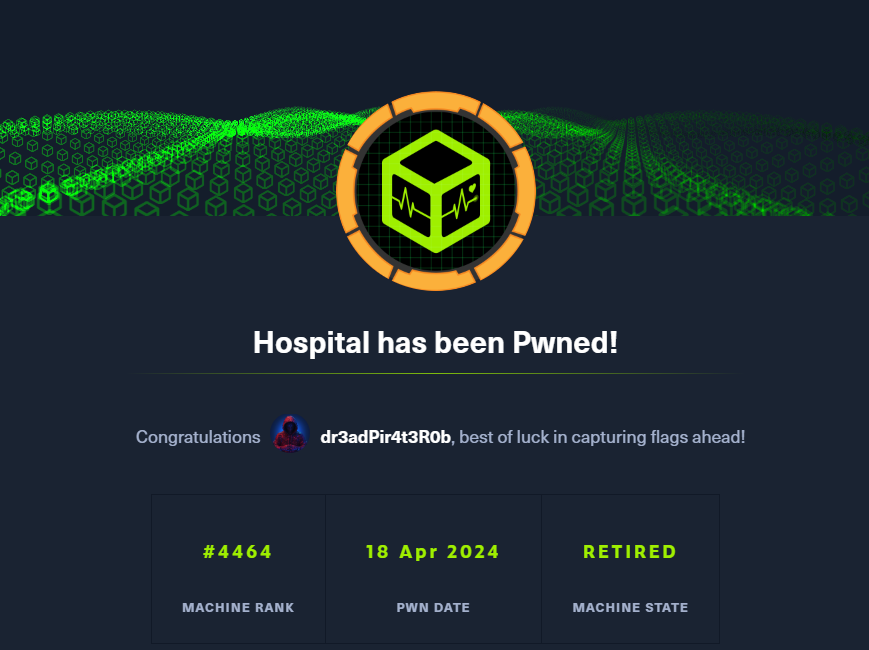 Hospital has been Pwned!
Congratulations dr3adPir4t3R0b, best of luck in capturing flags ahead!
#4464 18 Apr 2024 RETIRED
MACHINE RANK PWN DATE MACHINE STATE